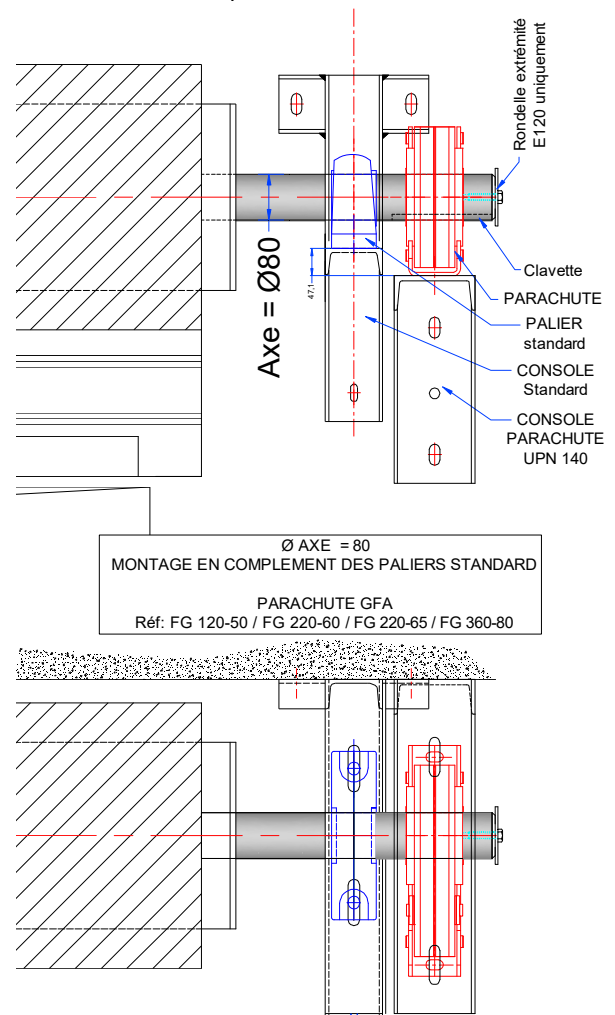 Rondelle extrémité
E120 uniquement
Axe = Ø80
47,1
Clavette
PARACHUTE
PALIER
standard
CONSOLE
Standard
CONSOLE
PARACHUTE
UPN 140
Ø AXE = 80
MONTAGE EN COMPLEMENT DES PALIERS STANDARD
PARACHUTE GFA
Réf: FG 120-50 / FG 220-60 / FG 220-65 / FG 360-80